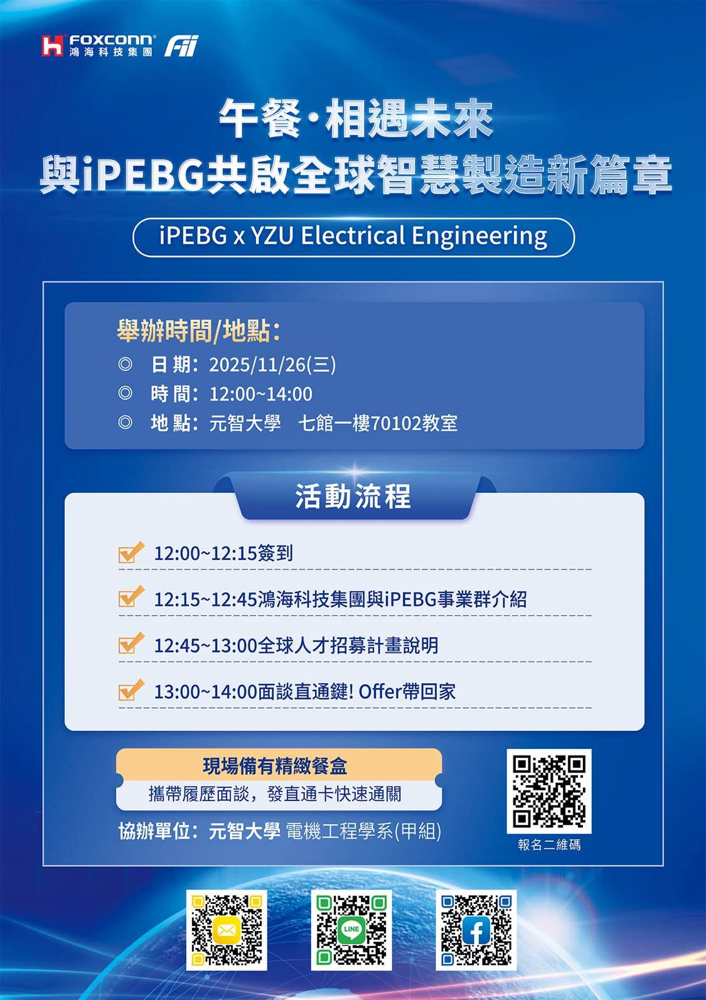 FOXCONN®
鴻海科技集團
Fii
午餐·相遇未來
與iPEBG共啟全球智慧製造新篇章
iPEBG x YZU Electrical Engineering
舉辦時間/地點：
◎ 日期：2025/11/26(三)
◎ 時間：12:00~14:00
◎ 地點：元智大學 七館一樓70102教室
活動流程
12:00~12:15簽到
12:15~12:45鴻海科技集團與iPEBG事業群介紹
12:45~13:00全球人才招募計畫說明
13:00~14:00面談直通鍵! Offer帶回家
現場備有精緻餐盒
攜帶履歷面談，發直通卡快速通關
協辦單位：元智大學 電機工程學系(甲組)
報名二維碼
LINE